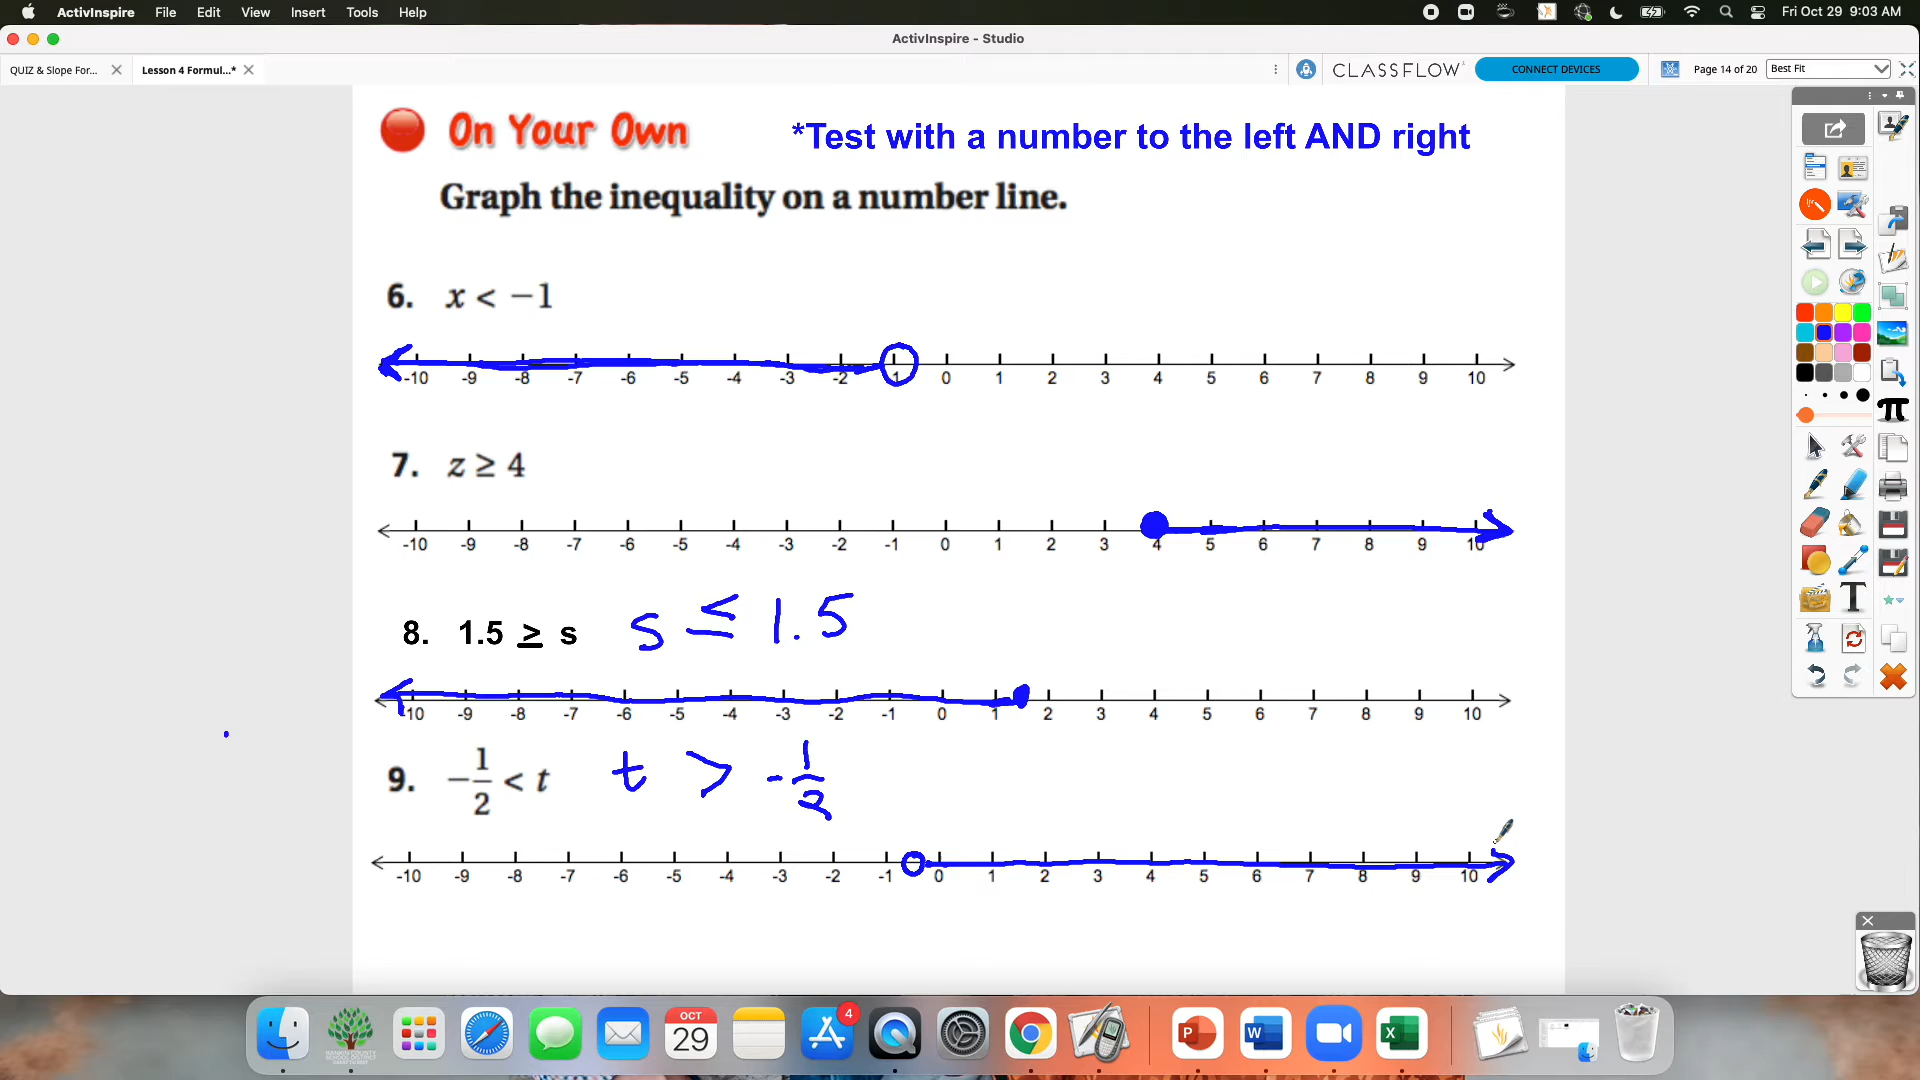 ActivInspire File Edit View Insert Tools Help Fri Oct 29 9:03 AM
ActivInspire - Studio
QUIZ & Slope For... Lesson 4 Formul...* CLASSFLOW CONNECT DEVICES Page 14 of 20 Best Fit
On Your Own *Test with a number to the left AND right
Graph the inequality on a number line.
6. x < −1
-10 -9 -8 -7 -6 -5 -4 -3 -2 -1 0 1 2 3 4 5 6 7 8 9 10
7. z ≥ 4
-10 -9 -8 -7 -6 -5 -4 -3 -2 -1 0 1 2 3 4 5 6 7 8 9 10
8. 1.5 ≥ s s ≤ 1.5
-10 -9 -8 -7 -6 -5 -4 -3 -2 -1 0 1 2 3 4 5 6 7 8 9 10
9. −1/2 < t t > -1/2
-10 -9 -8 -7 -6 -5 -4 -3 -2 -1 0 1 2 3 4 5 6 7 8 9 10
OCT
29
4